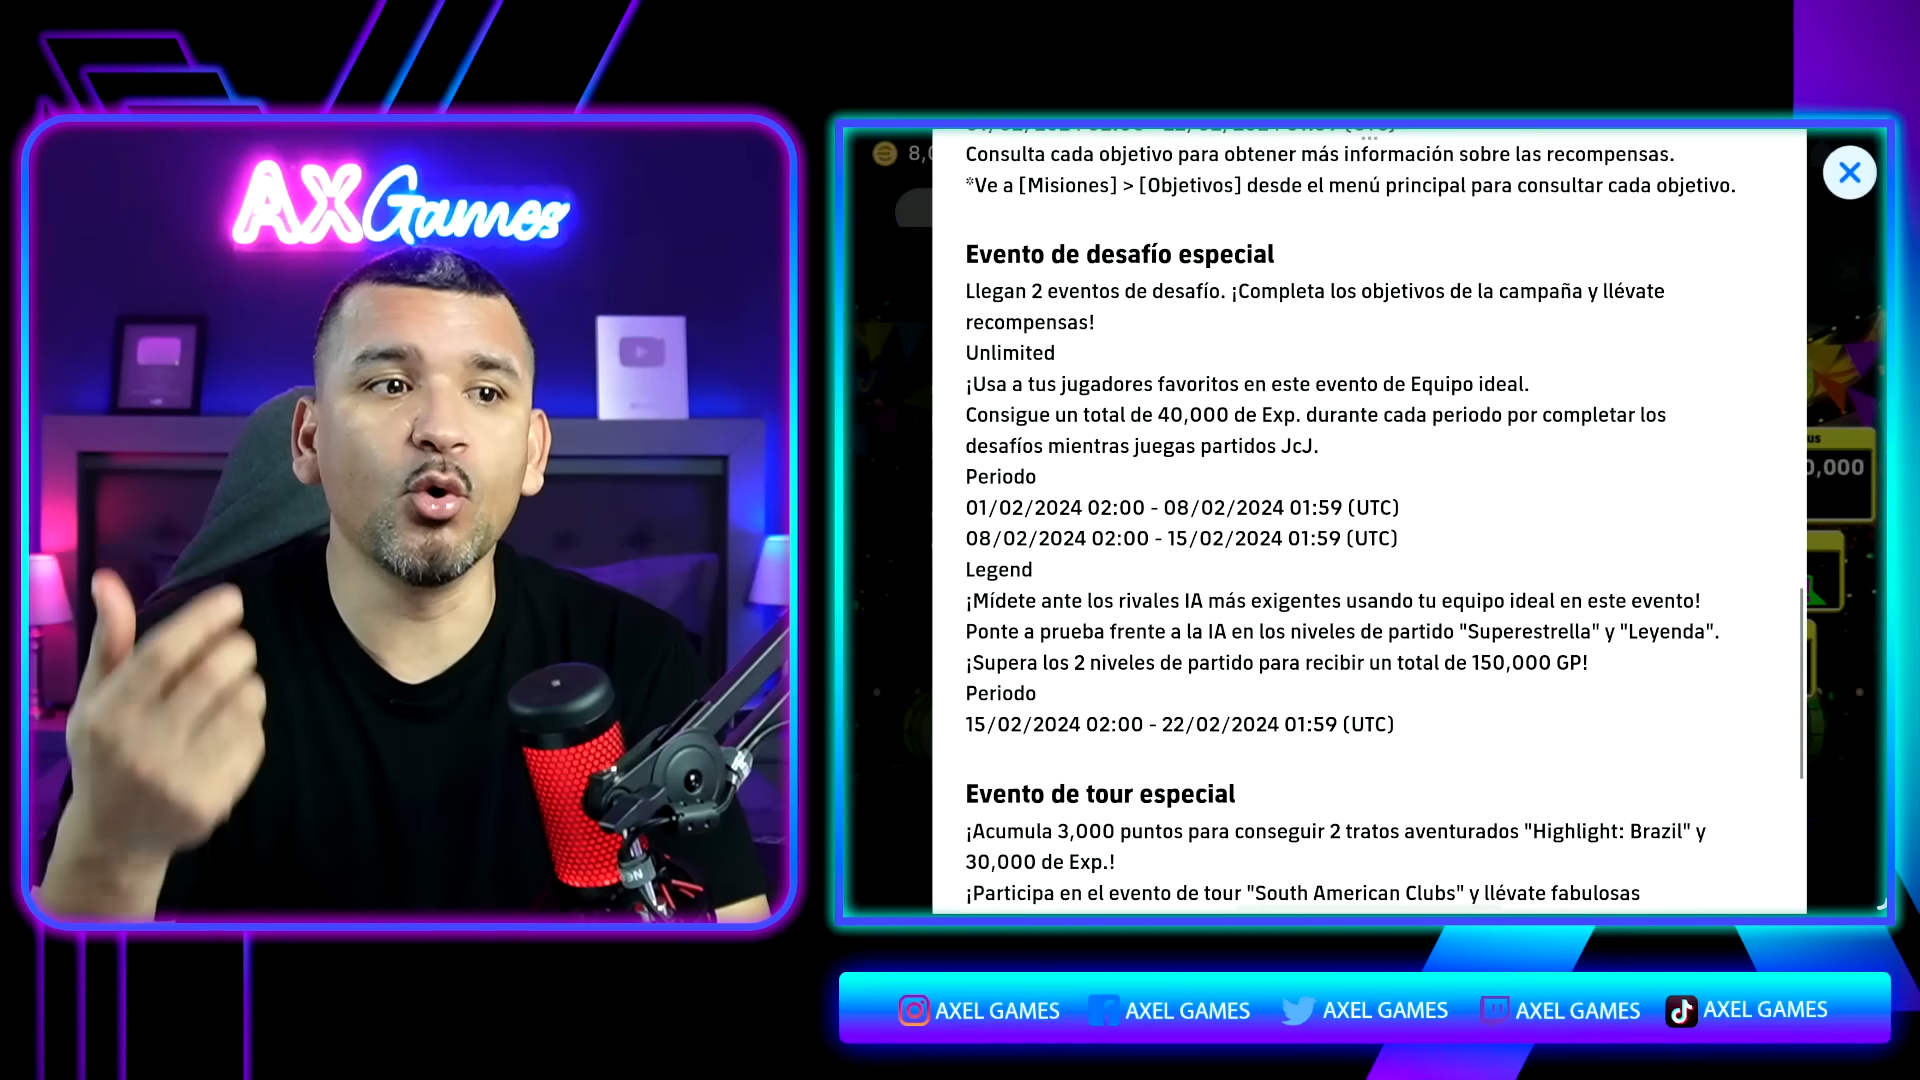 AX Games
8,0
Consulta cada objetivo para obtener más información sobre las recompensas.
*Ve a [Misiones] > [Objetivos] desde el menú principal para consultar cada objetivo.
Evento de desafío especial
Llegan 2 eventos de desafío. ¡Completa los objetivos de la campaña y llévate
recompensas!
Unlimited
¡Usa a tus jugadores favoritos en este evento de Equipo ideal.
Consigue un total de 40,000 de Exp. durante cada periodo por completar los
desafíos mientras juegas partidos JcJ.
Periodo
01/02/2024 02:00 - 08/02/2024 01:59 (UTC)
08/02/2024 02:00 - 15/02/2024 01:59 (UTC)
Legend
¡Mídete ante los rivales IA más exigentes usando tu equipo ideal en este evento!
Ponte a prueba frente a la IA en los niveles de partido "Superestrella" y "Leyenda".
¡Supera los 2 niveles de partido para recibir un total de 150,000 GP!
Periodo
15/02/2024 02:00 - 22/02/2024 01:59 (UTC)
Evento de tour especial
¡Acumula 3,000 puntos para conseguir 2 tratos aventurados "Highlight: Brazil" y
30,000 de Exp.!
¡Participa en el evento de tour "South American Clubs" y llévate fabulosas
us
0,000
AXEL GAMES AXEL GAMES AXEL GAMES AXEL GAMES AXEL GAMES